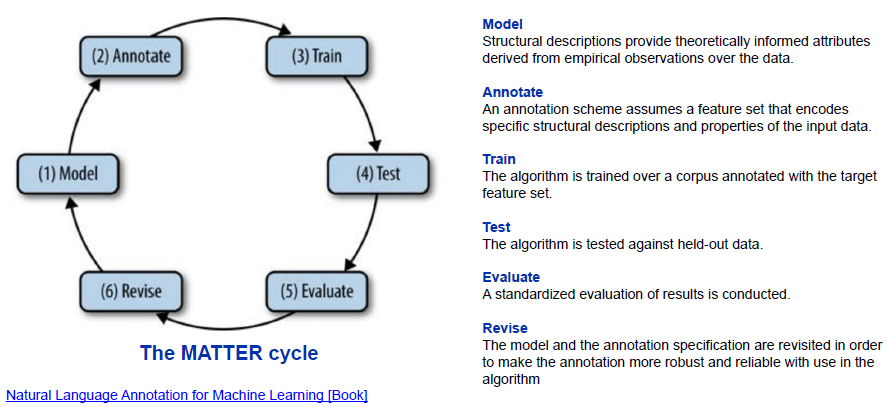 (2) Annotate
(3) Train
(1) Model
(4) Test
(6) Revise
(5) Evaluate
The MATTER cycle
Natural Language Annotation for Machine Learning [Book]
Model
Structural descriptions provide theoretically informed attributes
derived from empirical observations over the data.
Annotate
An annotation scheme assumes a feature set that encodes
specific structural descriptions and properties of the input data.
Train
The algorithm is trained over a corpus annotated with the target
feature set.
Test
The algorithm is tested against held-out data.
Evaluate
A standardized evaluation of results is conducted.
Revise
The model and the annotation specification are revisited in order
to make the annotation more robust and reliable with use in the
algorithm